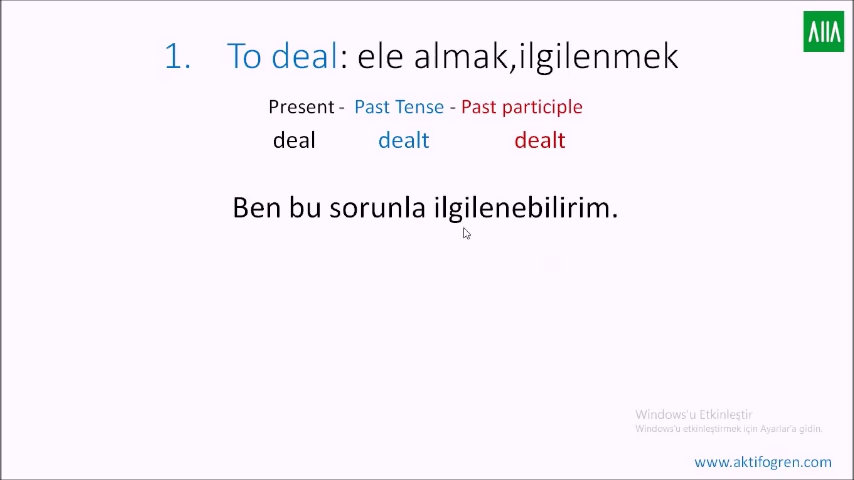 AIIA
1. To deal: ele almak,ilgilenmek
Present - Past Tense - Past participle
deal dealt dealt
Ben bu sorunla ilgilenebilirim.
Windows'u Etkinleştir
Windows'u etkinleştirmek için Ayarlar'a gidin.
www.aktifogren.com